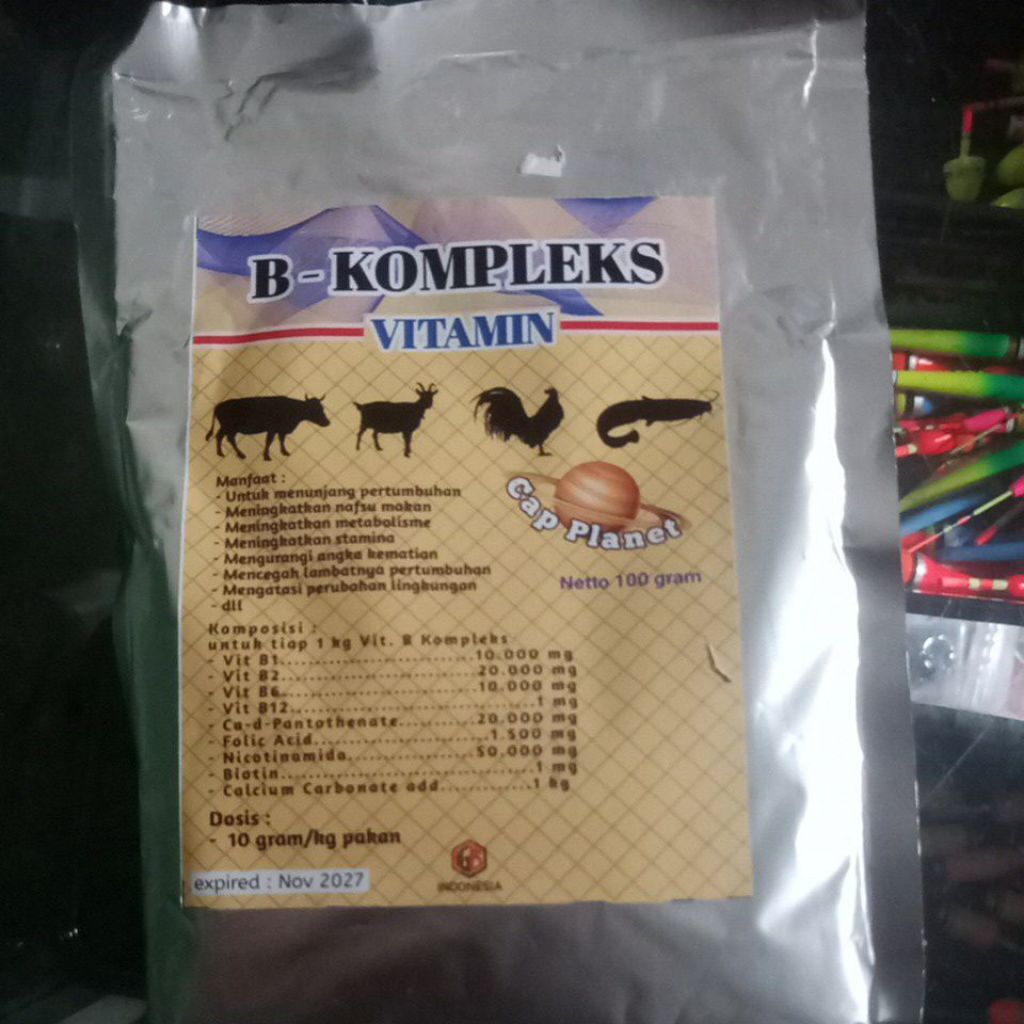 B - KOMPLEKS
VITAMIN
Manfaat :
- Untuk menunjang pertumbuhan
- Meningkatkan nafsu makan
- Meningkatkan metabolisme
- Meningkatkan stamina
- Mengurangi angka kematian
- Mencegah lambatnya pertumbuhan
- Mengatasi perubahan lingkungan
- dll
Cap Planet
Netto 100 gram
Komposisi :
untuk tiap 1 kg Vit. B Kompleks
- Vit B1........................10.000 mg
- Vit B2........................20.000 mg
- Vit B6........................10.000 mg
- Vit B12...............................1 mg
- Ca-d-Pantothenate..........20.000 mg
- Folic Acid......................1.500 mg
- Nicotinamida................50.000 mg
- Biotin................................1 mg
- Calcium Carbonate add............1 kg
Dosis :
- 10 gram/kg pakan
expired : Nov 2027
INDONESIA